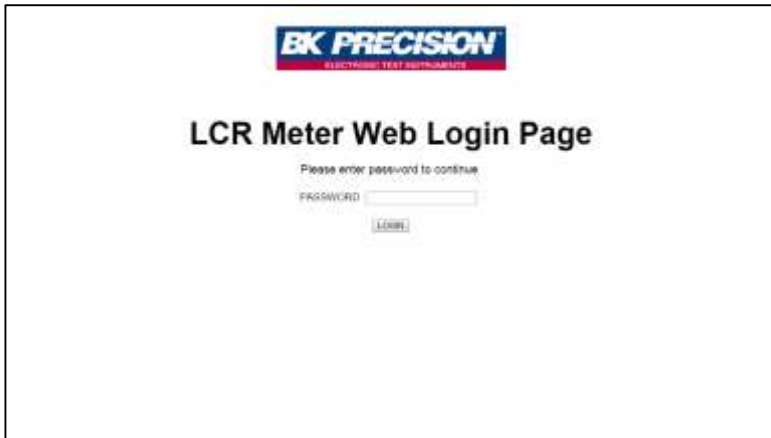 BK PRECISION
ELECTRONIC TEST INSTRUMENTS
LCR Meter Web Login Page
Please enter password to continue
PASSWORD
LOGIN